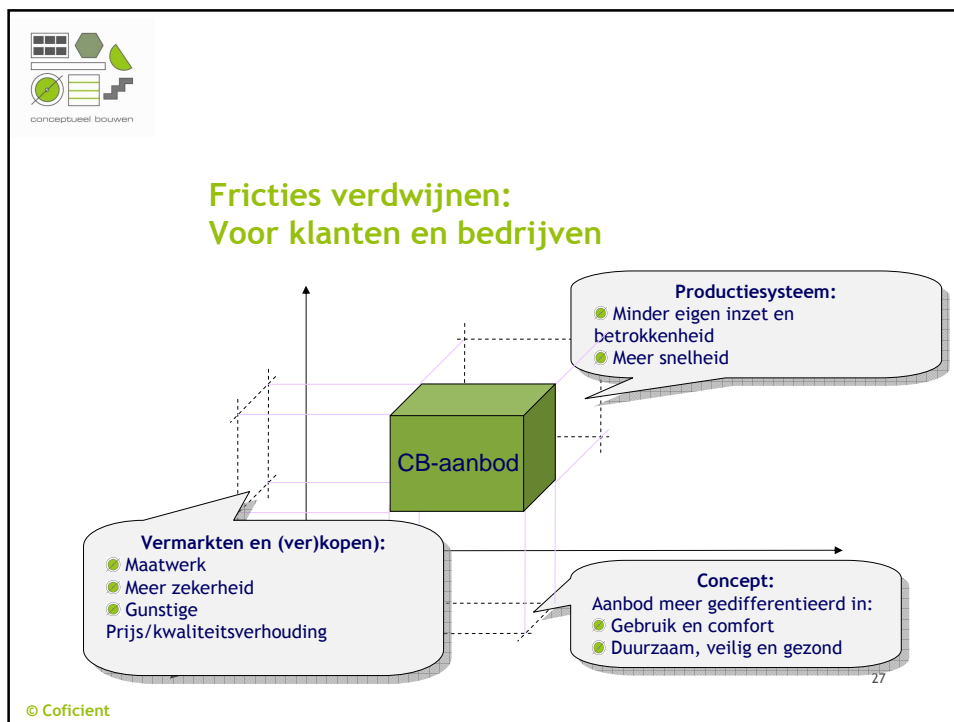 conceptueel bouwen
Fricties verdwijnen:
Voor klanten en bedrijven
Productiesysteem:
Minder eigen inzet en
betrokkenheid
Meer snelheid
CB-aanbod
Vermarkten en (ver)kopen):
Maatwerk
Meer zekerheid
Gunstige
Prijs/kwaliteitsverhouding
Concept:
Aanbod meer gedifferentieerd in:
Gebruik en comfort
Duurzaam, veilig en gezond
27
© Coficient